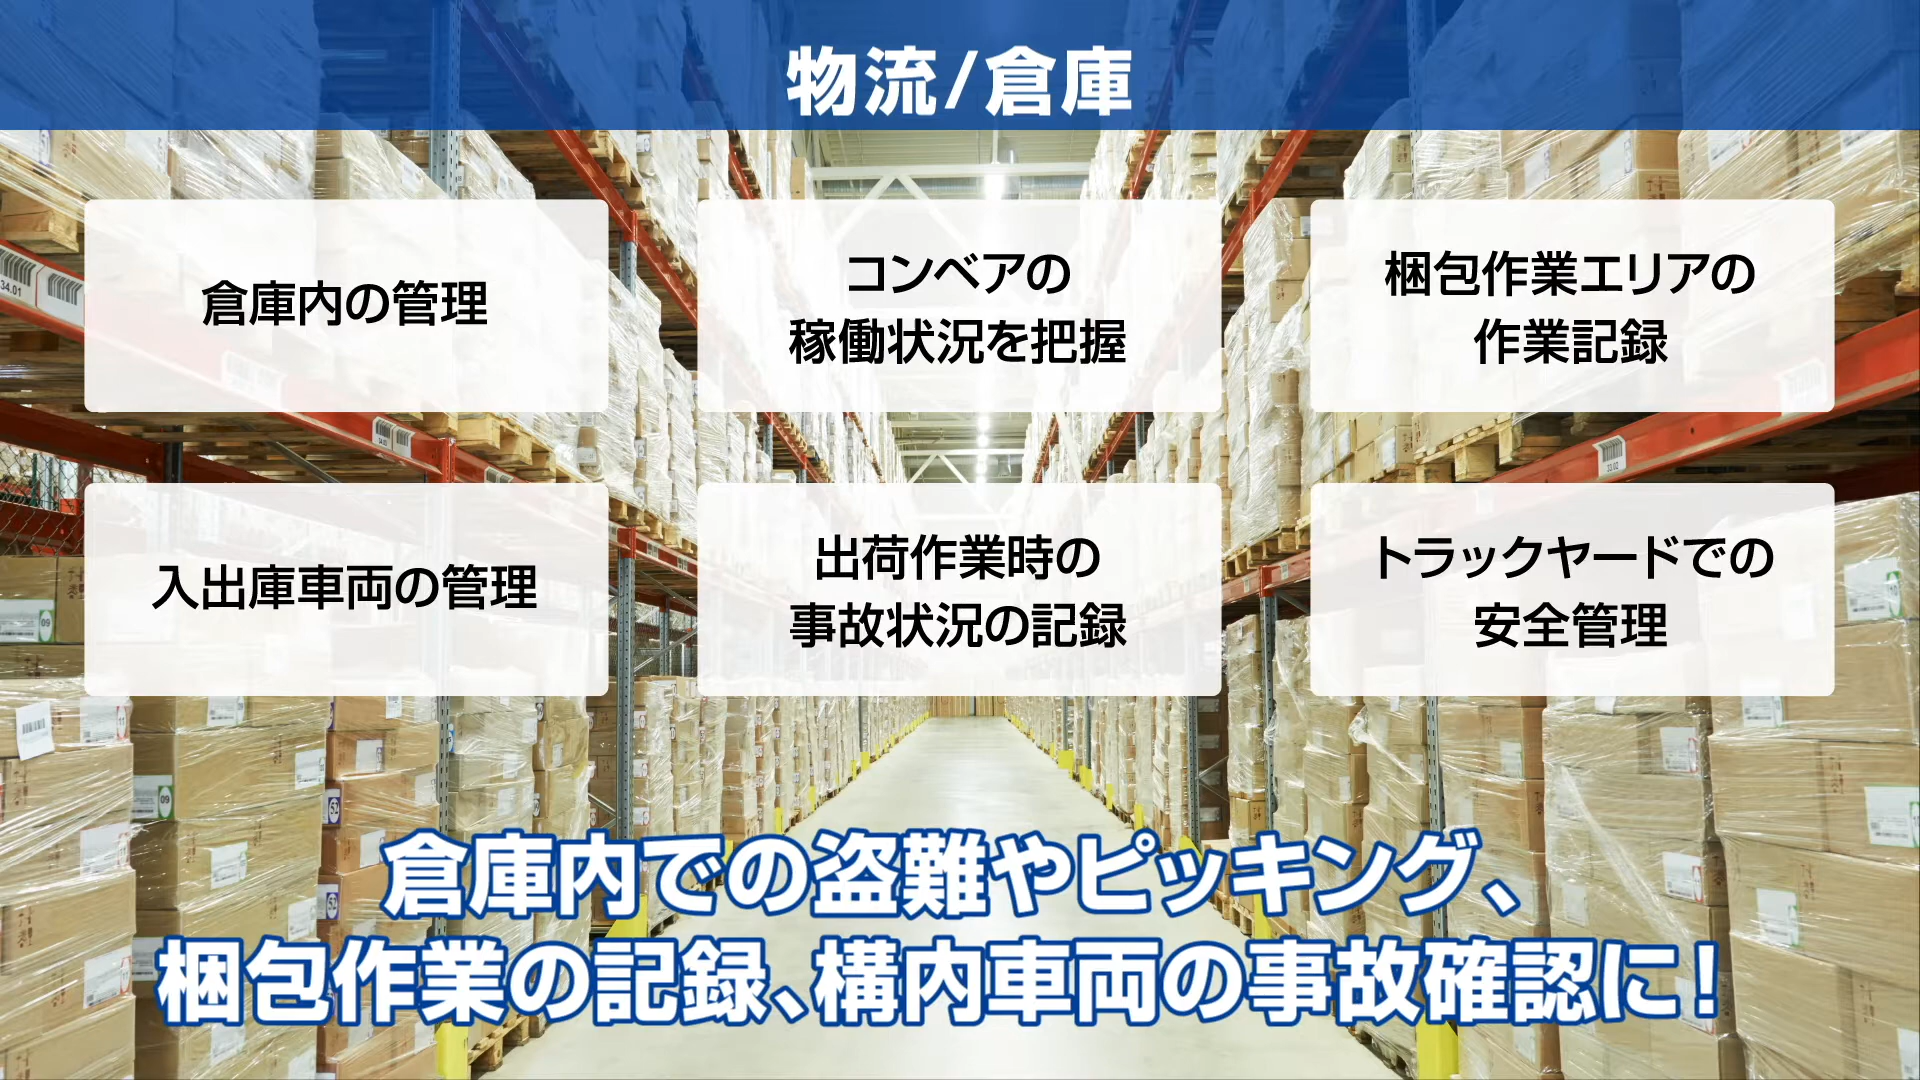 物流/倉庫
倉庫内の管理
コンベアの
稼働状況を把握
梱包作業エリアの
作業記録
入出庫車両の管理
出荷作業時の
事故状況の記録
トラックヤードでの
安全管理
倉庫内での盗難やピッキング、
梱包作業の記録、構内車両の事故確認に!